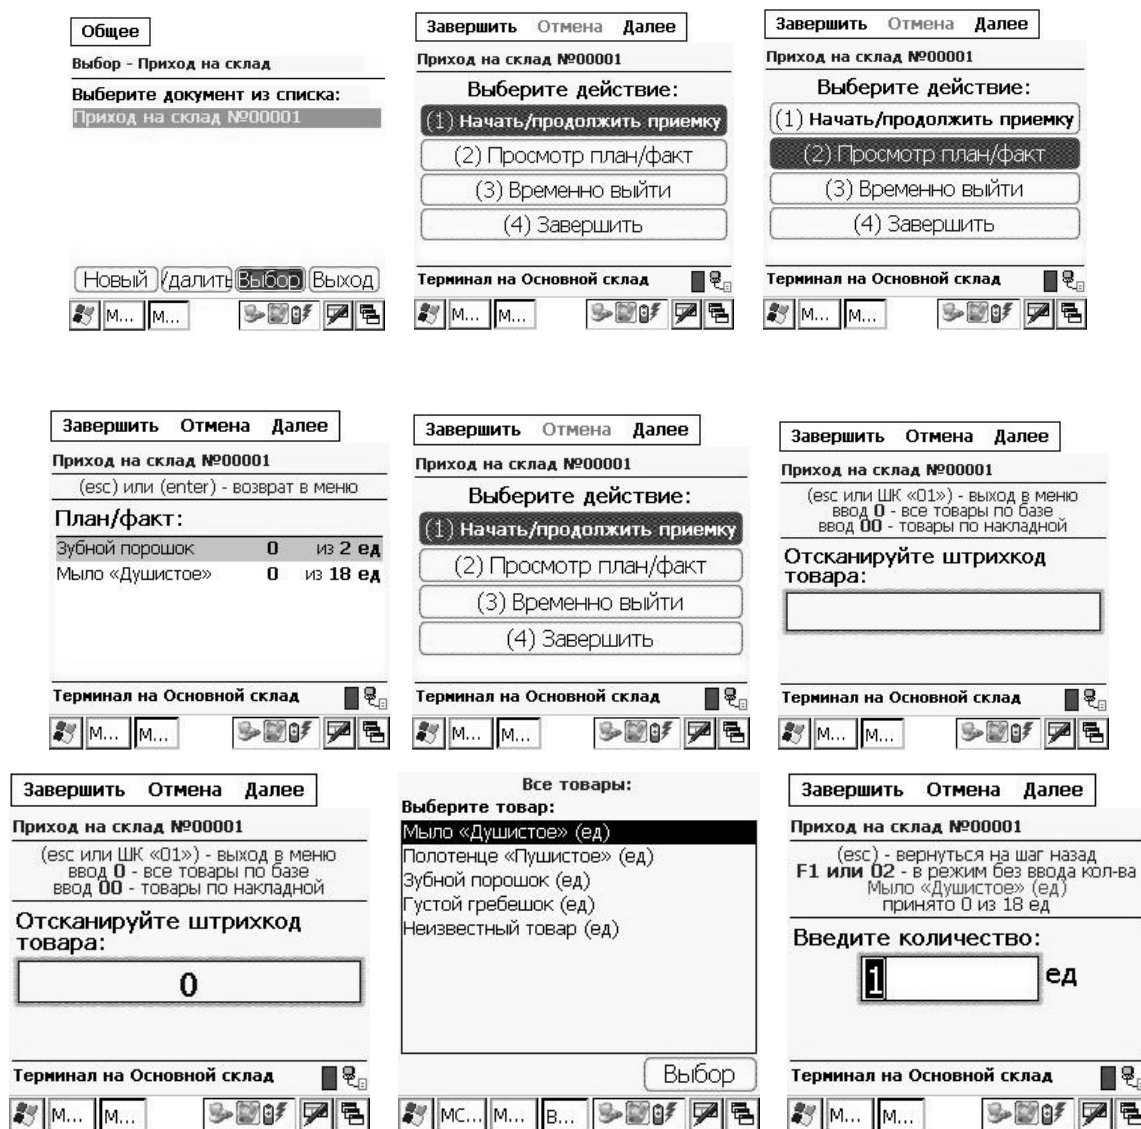 Общее
Выбор - Приход на склад
Выберите документ из списка:
Приход на склад №00001
Новый /далить Выбор Выход
М... М...
Завершить Отмена Далее
Приход на склад №00001
Выберите действие:
(1) Начать/продолжить приемку
(2) Просмотр план/факт
(3) Временно выйти
(4) Завершить
Терминал на Основной склад
М... М...
Завершить Отмена Далее
Приход на склад №00001
Выберите действие:
(1) Начать/продолжить приемку
(2) Просмотр план/факт
(3) Временно выйти
(4) Завершить
Терминал на Основной склад
М... М...
Завершить Отмена Далее
Приход на склад №00001
(esc) или (enter) - возврат в меню
План/факт:
Зубной порошок 0 из 2 ед
Мыло «Душистое» 0 из 18 ед
Терминал на Основной склад
М... М...
Завершить Отмена Далее
Приход на склад №00001
Выберите действие:
(1) Начать/продолжить приемку
(2) Просмотр план/факт
(3) Временно выйти
(4) Завершить
Терминал на Основной склад
М... М...
Завершить Отмена Далее
Приход на склад №00001
(esc или ШК «01») - выход в меню
ввод 0 - все товары по базе
ввод 00 - товары по накладной
Отсканируйте штрихкод
товара:
Терминал на Основной склад
М... М...
Завершить Отмена Далее
Приход на склад №00001
(esc или ШК «01») - выход в меню
ввод 0 - все товары по базе
ввод 00 - товары по накладной
Отсканируйте штрихкод
товара:
0
Терминал на Основной склад
М... М...
Все товары:
Выберите товар:
Мыло «Душистое» (ед)
Полотенце «Пушистое» (ед)
Зубной порошок (ед)
Густой гребешок (ед)
Неизвестный товар (ед)
Выбор
МС... М... В...
Завершить Отмена Далее
Приход на склад №00001
(esc) - вернуться на шаг назад
F1 или 02 - в режим без ввода кол-ва
Мыло «Душистое» (ед)
принято 0 из 18 ед
Введите количество:
1 ед
Терминал на Основной склад
М... М...